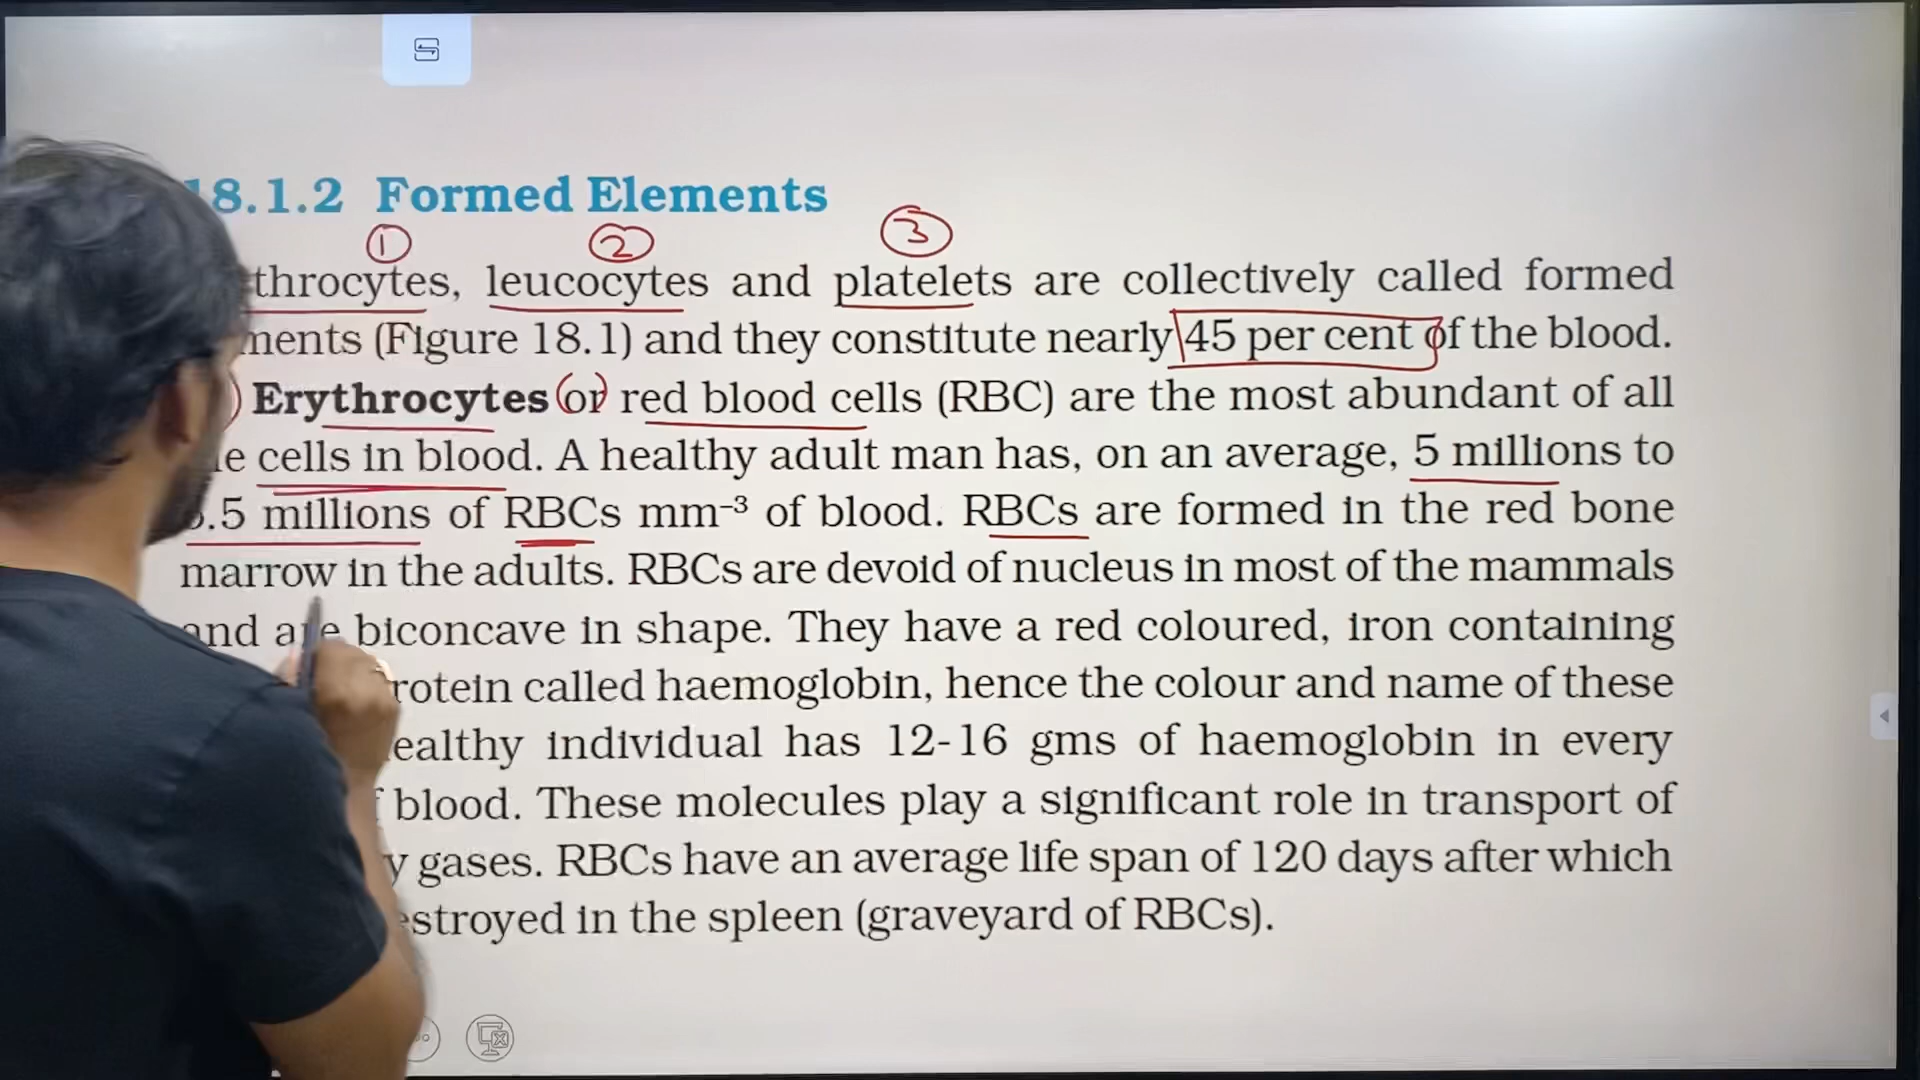 18.1.2 Formed Elements
① ② ③
throcytes, leucocytes and platelets are collectively called formed
ments (Figure 18.1) and they constitute nearly 45 per cent of the blood.
Erythrocytes or red blood cells (RBC) are the most abundant of all
cells in blood. A healthy adult man has, on an average, 5 millions to
.5 millions of RBCs mm⁻³ of blood. RBCs are formed in the red bone
marrow in the adults. RBCs are devoid of nucleus in most of the mammals
and are biconcave in shape. They have a red coloured, iron containing
rotein called haemoglobin, hence the colour and name of these
ealthy individual has 12-16 gms of haemoglobin in every
blood. These molecules play a significant role in transport of
y gases. RBCs have an average life span of 120 days after which
estroyed in the spleen (graveyard of RBCs).